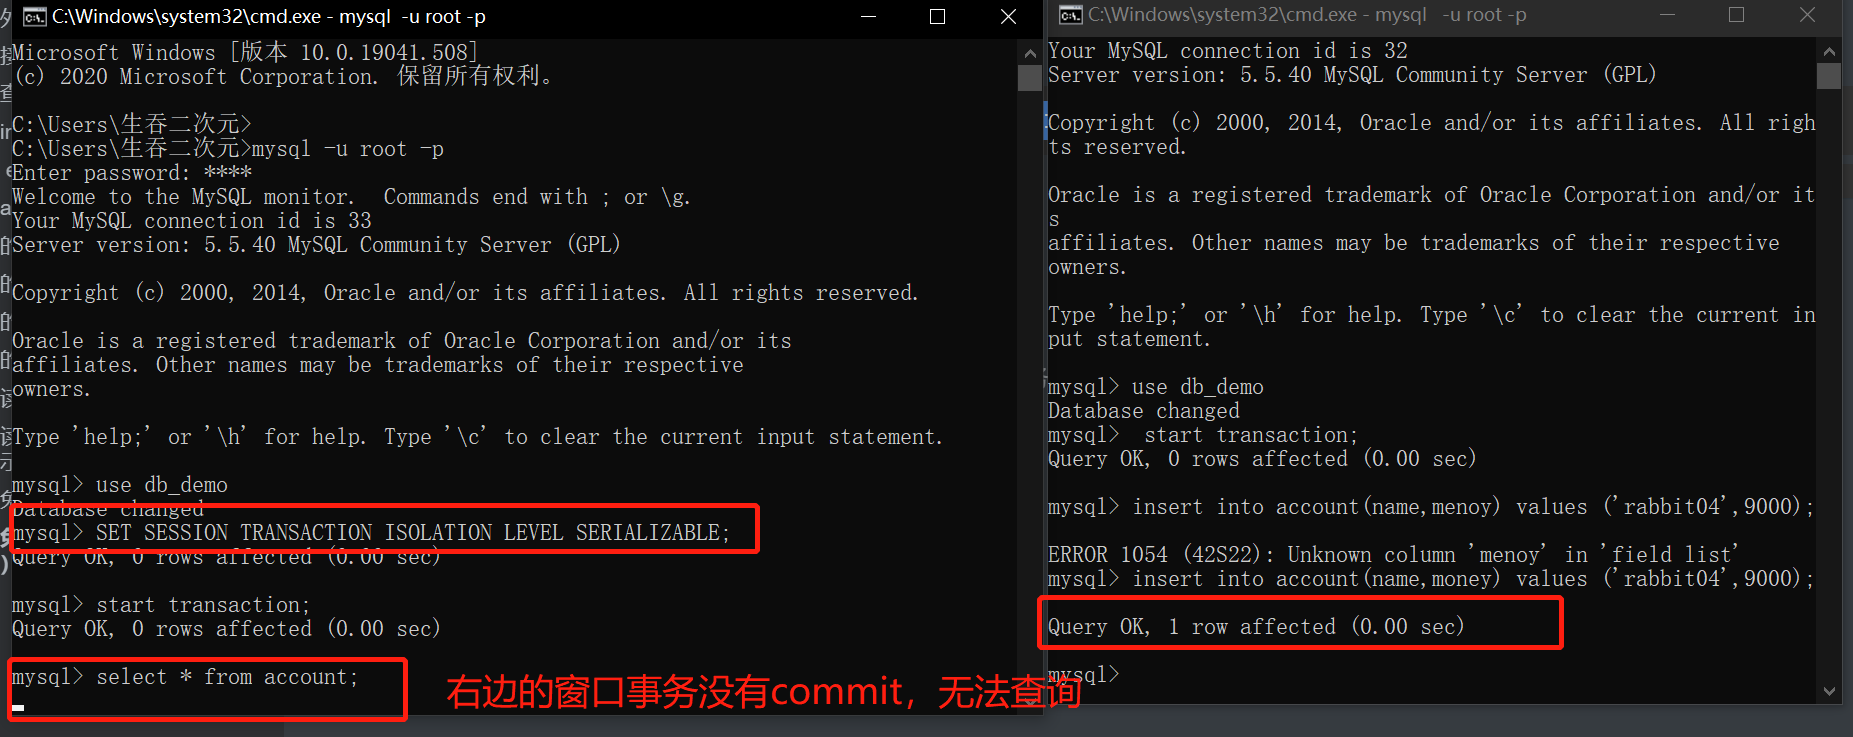 C:\Windows\system32\cmd.exe - mysql  -u root -p
Microsoft Windows [版本 10.0.19041.508]
(c) 2020 Microsoft Corporation. 保留所有权利。
C:\Users\生吞二次元>
C:\Users\生吞二次元>mysql -u root -p
Enter password: ****
Welcome to the MySQL monitor.  Commands end with ; or \g.
Your MySQL connection id is 33
Server version: 5.5.40 MySQL Community Server (GPL)
Copyright (c) 2000, 2014, Oracle and/or its affiliates. All rights reserved.
Oracle is a registered trademark of Oracle Corporation and/or its
affiliates. Other names may be trademarks of their respective
owners.
Type 'help;' or '\h' for help. Type '\c' to clear the current input statement.
mysql> use db_demo
Database changed
mysql> SET SESSION TRANSACTION ISOLATION LEVEL SERIALIZABLE;
Query OK, 0 rows affected (0.00 sec)
mysql> start transaction;
Query OK, 0 rows affected (0.00 sec)
mysql> select * from account;
右边的窗口事务没有commit，无法查询
C:\Windows\system32\cmd.exe - mysql  -u root -p
Your MySQL connection id is 32
Server version: 5.5.40 MySQL Community Server (GPL)
Copyright (c) 2000, 2014, Oracle and/or its affiliates. All righ
ts reserved.
Oracle is a registered trademark of Oracle Corporation and/or it
s
affiliates. Other names may be trademarks of their respective
owners.
Type 'help;' or '\h' for help. Type '\c' to clear the current in
put statement.
mysql> use db_demo
Database changed
mysql>  start transaction;
Query OK, 0 rows affected (0.00 sec)
mysql> insert into account(name,menoy) values ('rabbit04',9000);
ERROR 1054 (42S22): Unknown column 'menoy' in 'field list'
mysql> insert into account(name,money) values ('rabbit04',9000);
Query OK, 1 row affected (0.00 sec)
mysql>